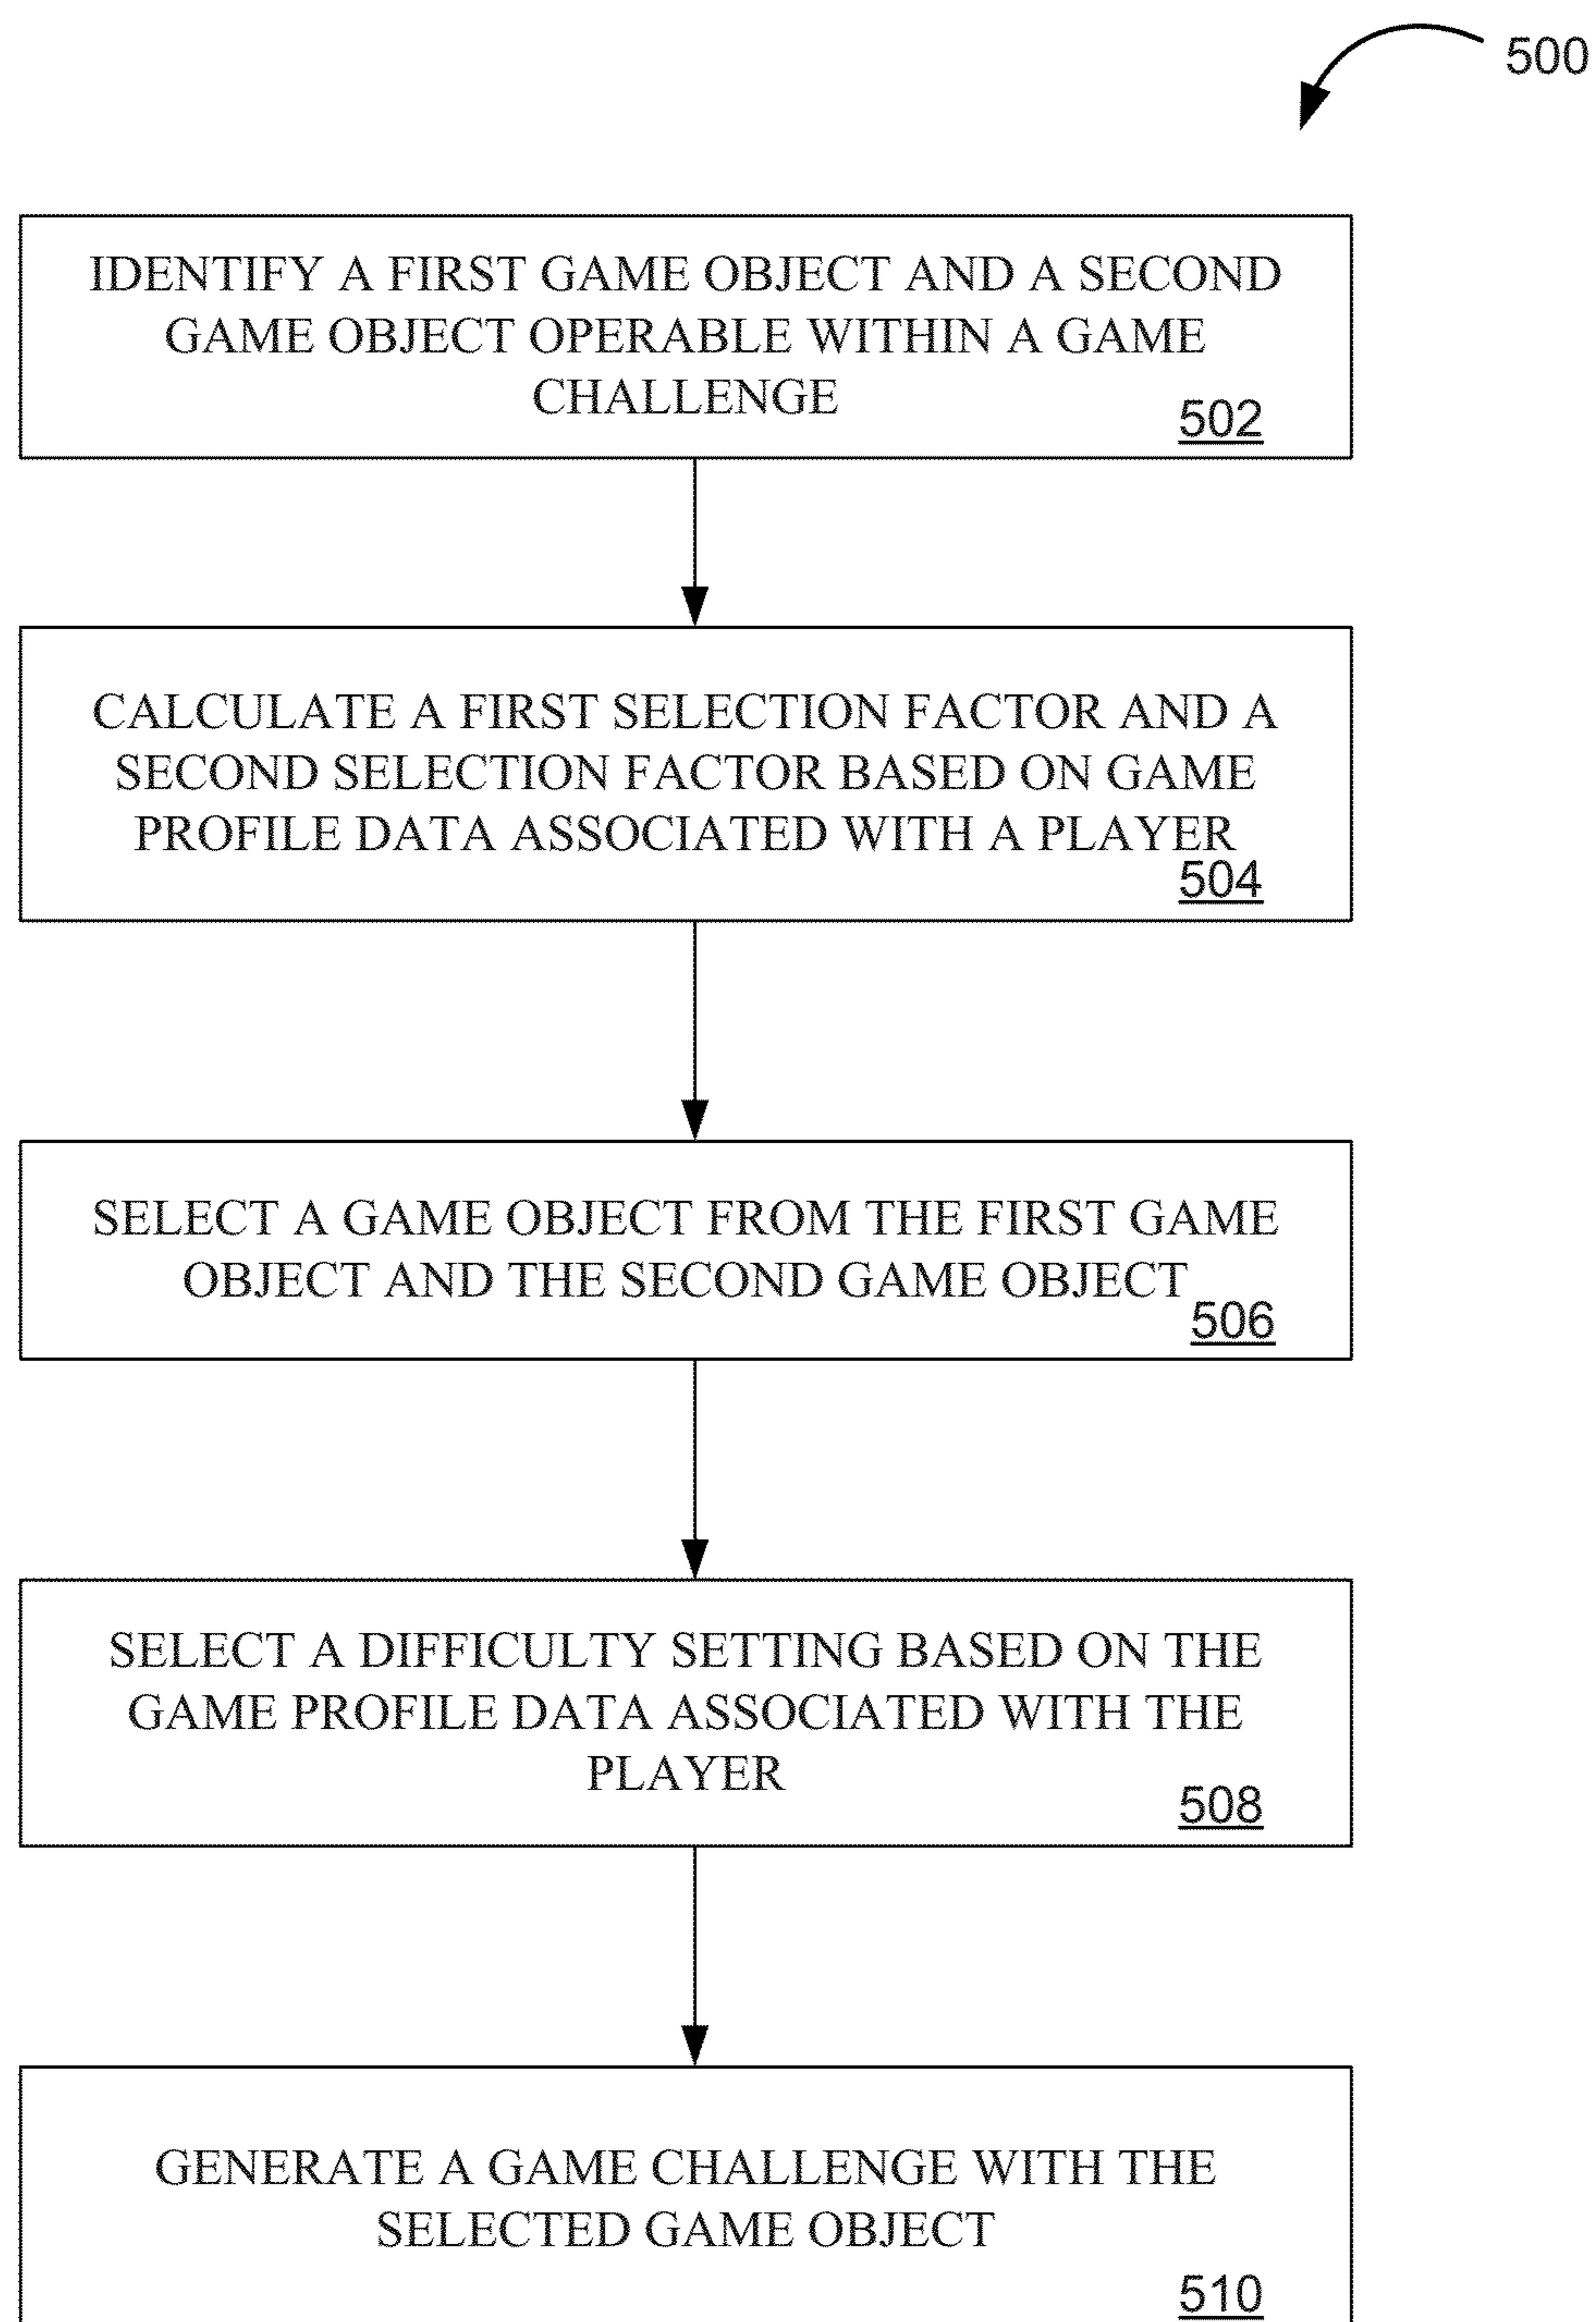 500
IDENTIFY A FIRST GAME OBJECT AND A SECOND
GAME OBJECT OPERABLE WITHIN A GAME
CHALLENGE
502
CALCULATE A FIRST SELECTION FACTOR AND A
SECOND SELECTION FACTOR BASED ON GAME
PROFILE DATA ASSOCIATED WITH A PLAYER
504
SELECT A GAME OBJECT FROM THE FIRST GAME
OBJECT AND THE SECOND GAME OBJECT
506
SELECT A DIFFICULTY SETTING BASED ON THE
GAME PROFILE DATA ASSOCIATED WITH THE
PLAYER
508
GENERATE A GAME CHALLENGE WITH THE
SELECTED GAME OBJECT
510